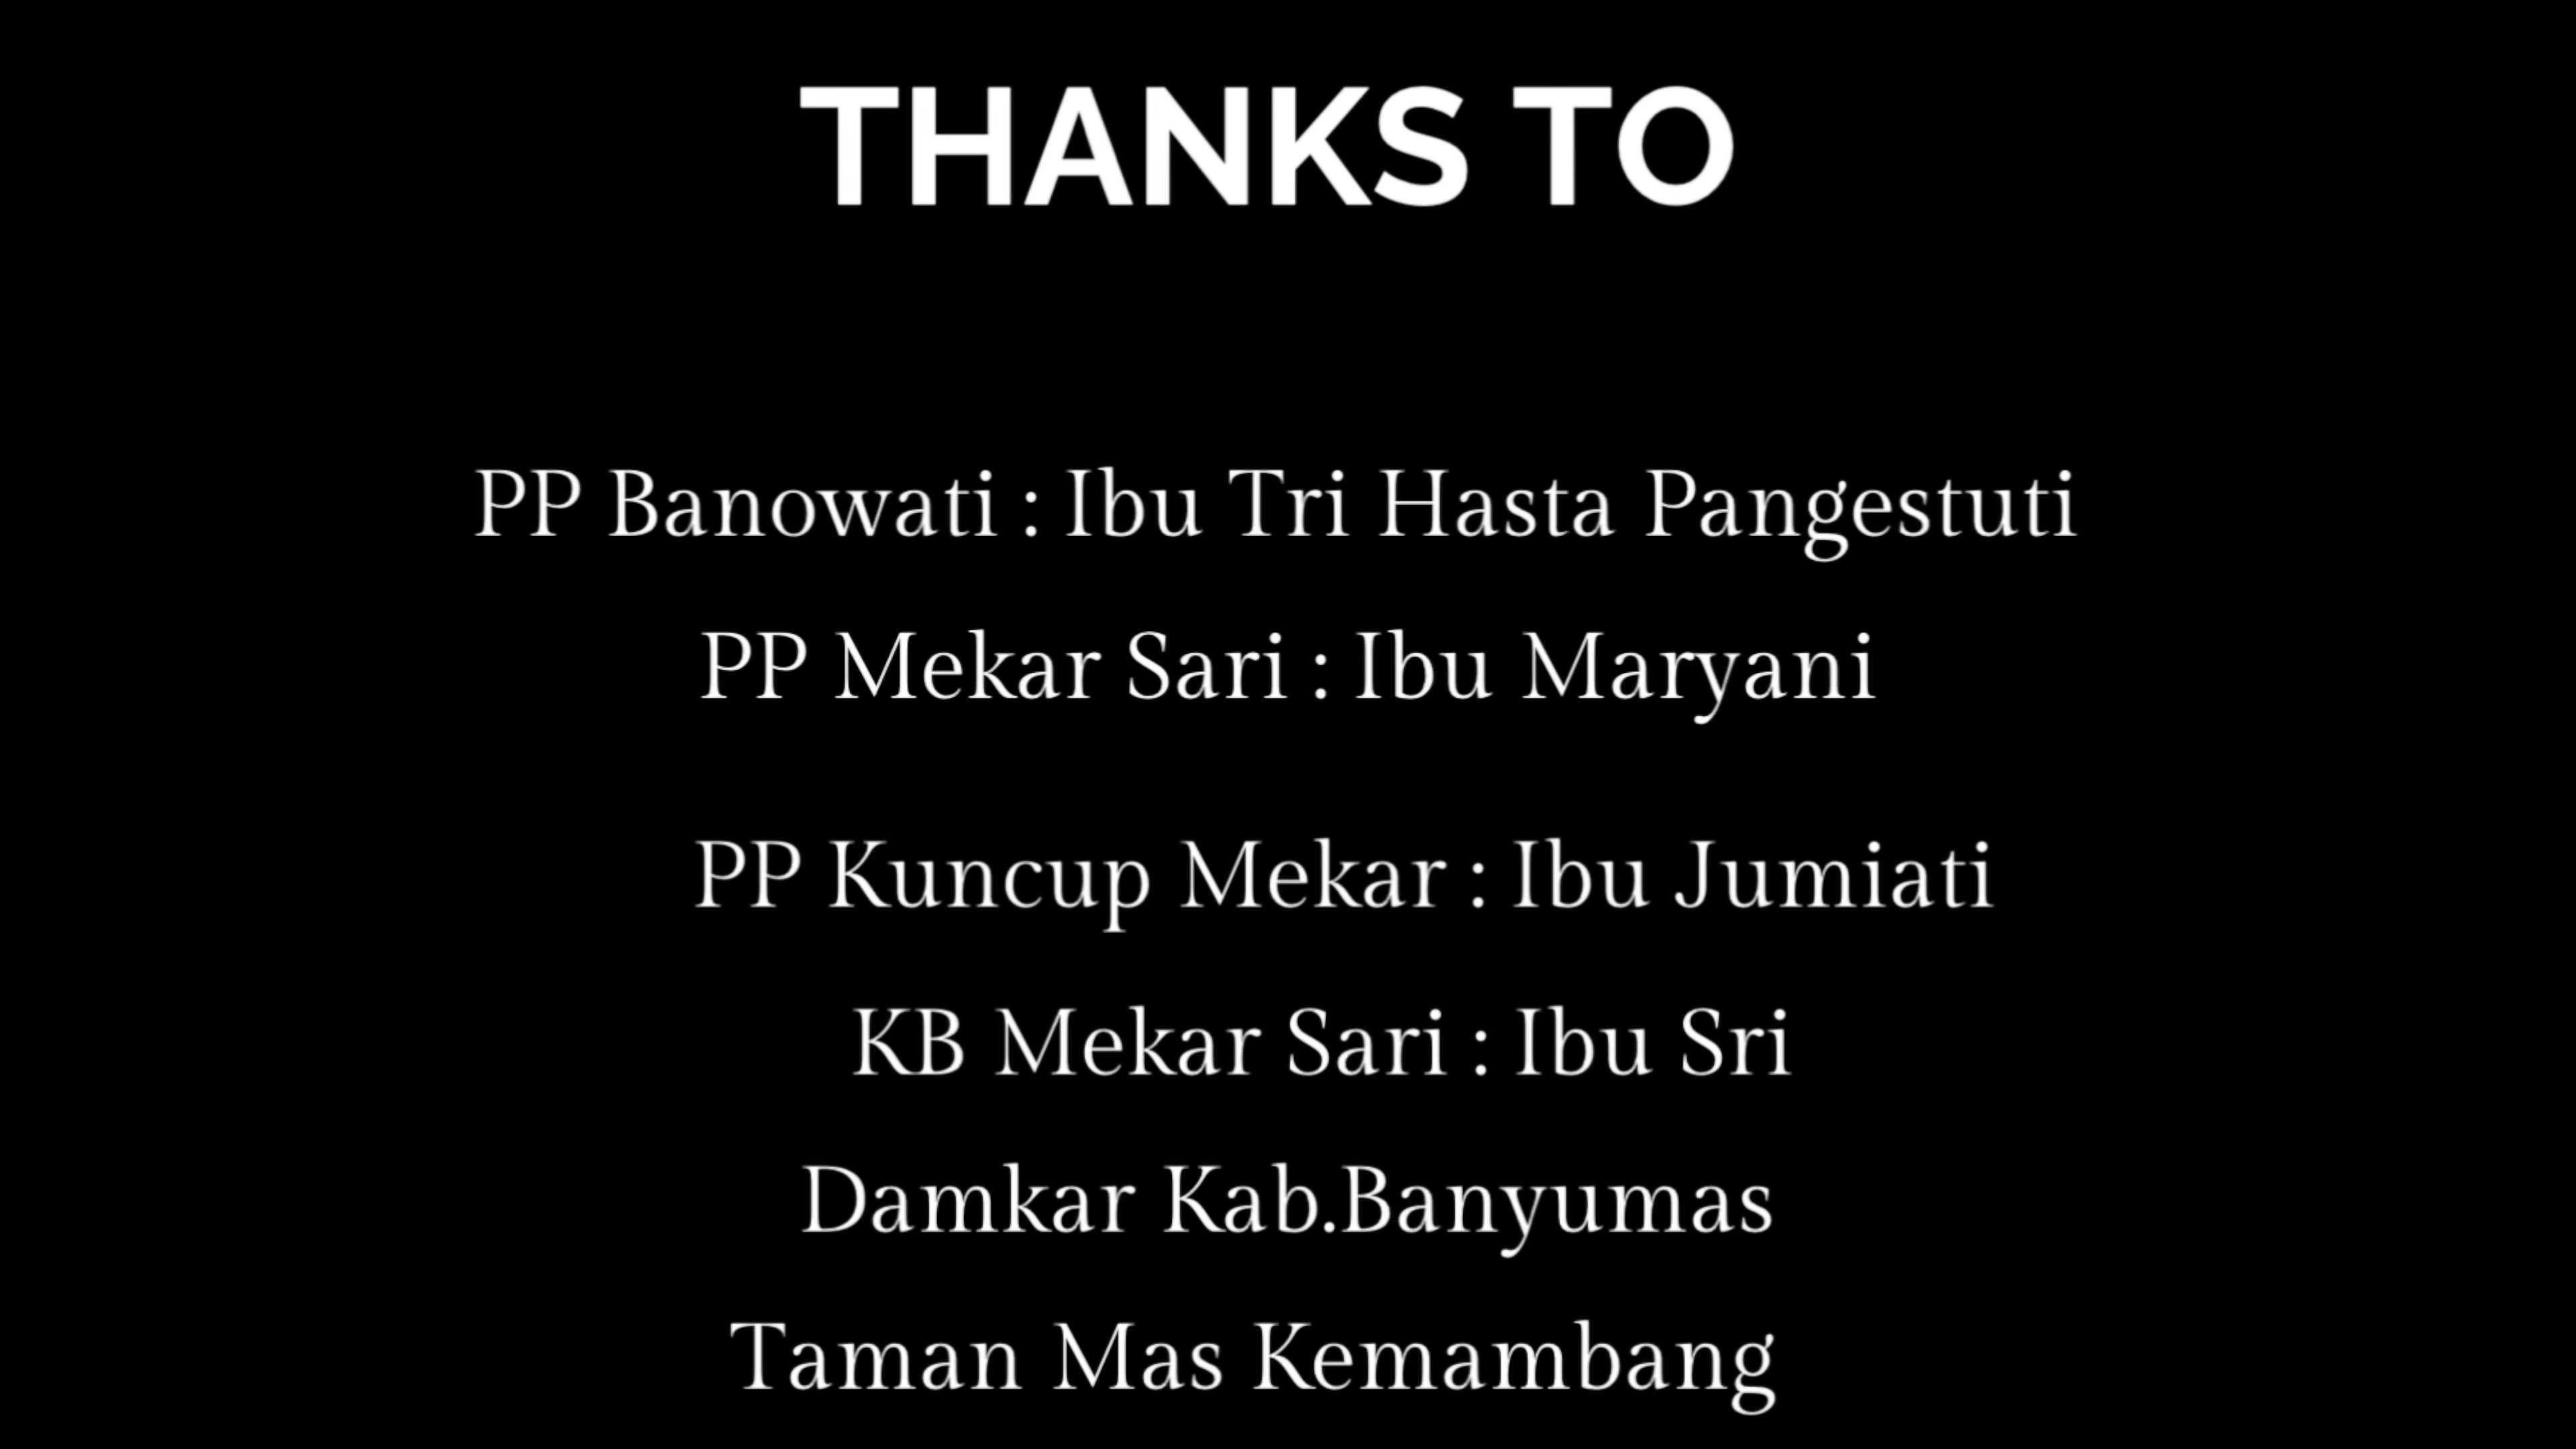 THANKS TO
PP Banowati : Ibu Tri Hasta Pangestuti
PP Mekar Sari : Ibu Maryani
PP Kuncup Mekar : Ibu Jumiati
KB Mekar Sari : Ibu Sri
Damkar Kab.Banyumas
Taman Mas Kemambang